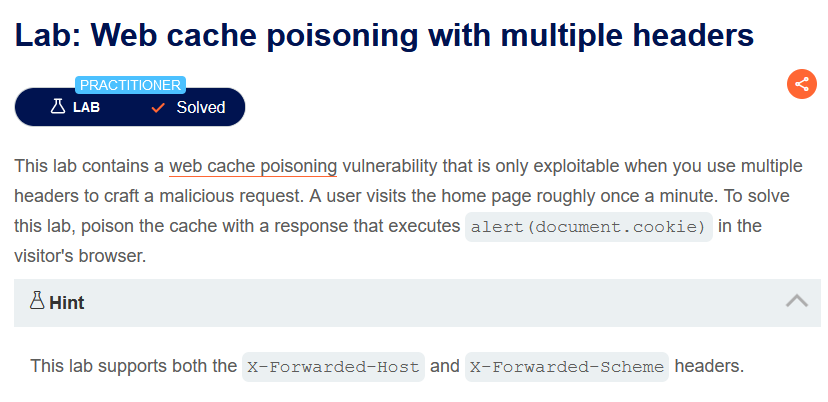 Lab: Web cache poisoning with multiple headers
PRACTITIONER
LAB Solved
This lab contains a web cache poisoning vulnerability that is only exploitable when you use multiple
headers to craft a malicious request. A user visits the home page roughly once a minute. To solve
this lab, poison the cache with a response that executes alert(document.cookie) in the
visitor's browser.
Hint
This lab supports both the X-Forwarded-Host and X-Forwarded-Scheme headers.